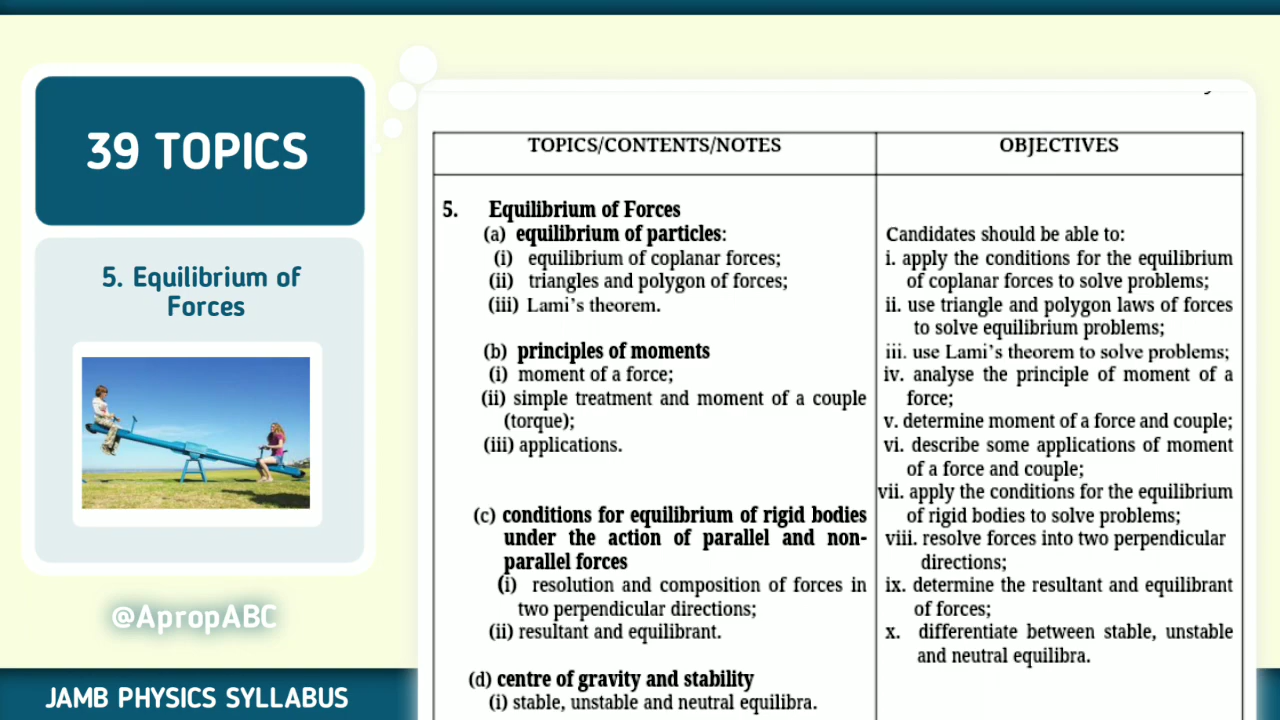 39 TOPICS
5. Equilibrium of
Forces
@ApropABC
JAMB PHYSICS SYLLABUS
TOPICS/CONTENTS/NOTES
5. Equilibrium of Forces
(a) equilibrium of particles:
(i) equilibrium of coplanar forces;
(ii) triangles and polygon of forces;
(iii) Lami's theorem.
(b) principles of moments
(i) moment of a force;
(ii) simple treatment and moment of a couple
(torque);
(iii) applications.
(c) conditions for equilibrium of rigid bodies
under the action of parallel and non-
parallel forces
(i) resolution and composition of forces in
two perpendicular directions;
(ii) resultant and equilibrant.
(d) centre of gravity and stability
(i) stable, unstable and neutral equilibra.
OBJECTIVES
Candidates should be able to:
i. apply the conditions for the equilibrium
of coplanar forces to solve problems;
ii. use triangle and polygon laws of forces
to solve equilibrium problems;
iii. use Lami's theorem to solve problems;
iv. analyse the principle of moment of a
force;
v. determine moment of a force and couple;
vi. describe some applications of moment
of a force and couple;
vii. apply the conditions for the equilibrium
of rigid bodies to solve problems;
viii. resolve forces into two perpendicular
directions;
ix. determine the resultant and equilibrant
of forces;
x. differentiate between stable, unstable
and neutral equilibra.